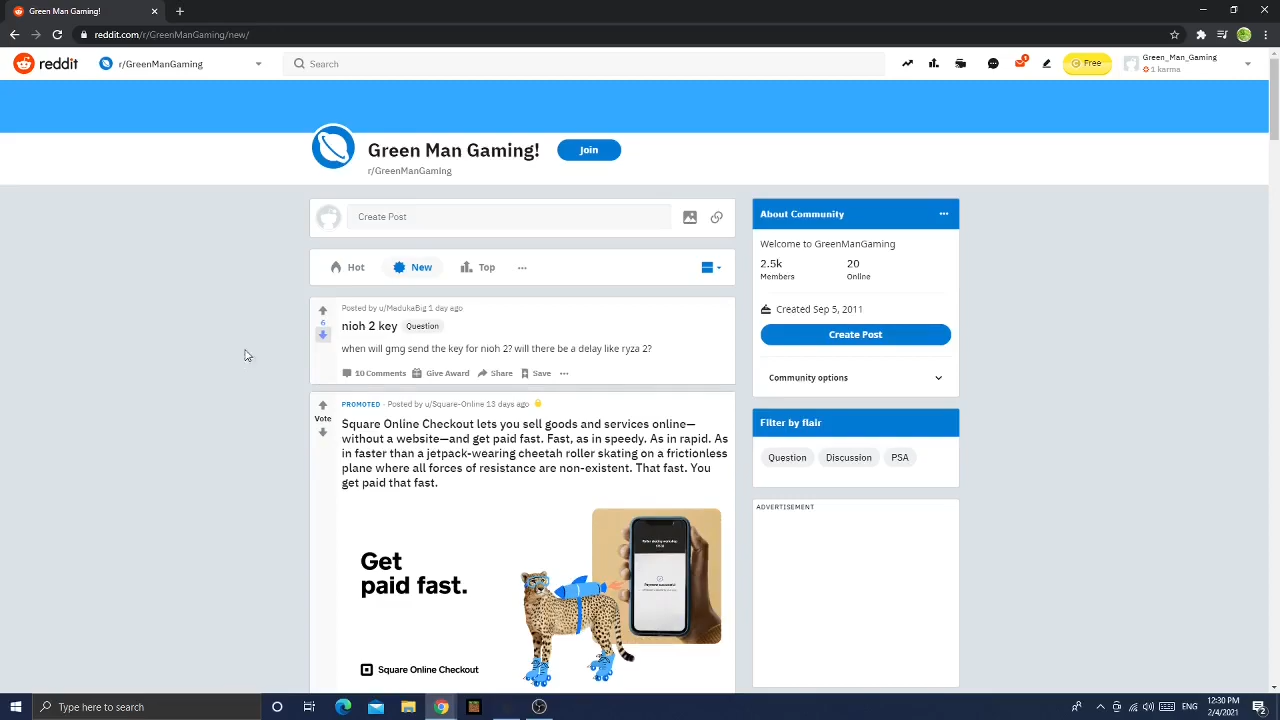 Green Man Gaming!
reddit.com/r/GreenManGaming/new/
reddit
r/GreenManGaming
Search
1
Free
Green_Man_Gaming
1 karma
Green Man Gaming!
Join
r/GreenManGaming
Create Post
Hot
New
Top
Posted by u/MadukaBig 1 day ago
6
nioh 2 key
Question
when will gmg send the key for nioh 2? will there be a delay like ryza 2?
10 Comments
Give Award
Share
Save
PROMOTED · Posted by u/Square-Online 13 days ago
Vote
Square Online Checkout lets you sell goods and services online—
without a website—and get paid fast. Fast, as in speedy. As in rapid. As
in faster than a jetpack-wearing cheetah roller skating on a frictionless
plane where all forces of resistance are non-existent. That fast. You
get paid that fast.
Get
paid fast.
Square Online Checkout
About Community
Welcome to GreenManGaming
2.5k
Members
20
Online
Created Sep 5, 2011
Create Post
Community options
Filter by flair
Question
Discussion
PSA
ADVERTISEMENT
Type here to search
ENG
12:30 PM
2/4/2021